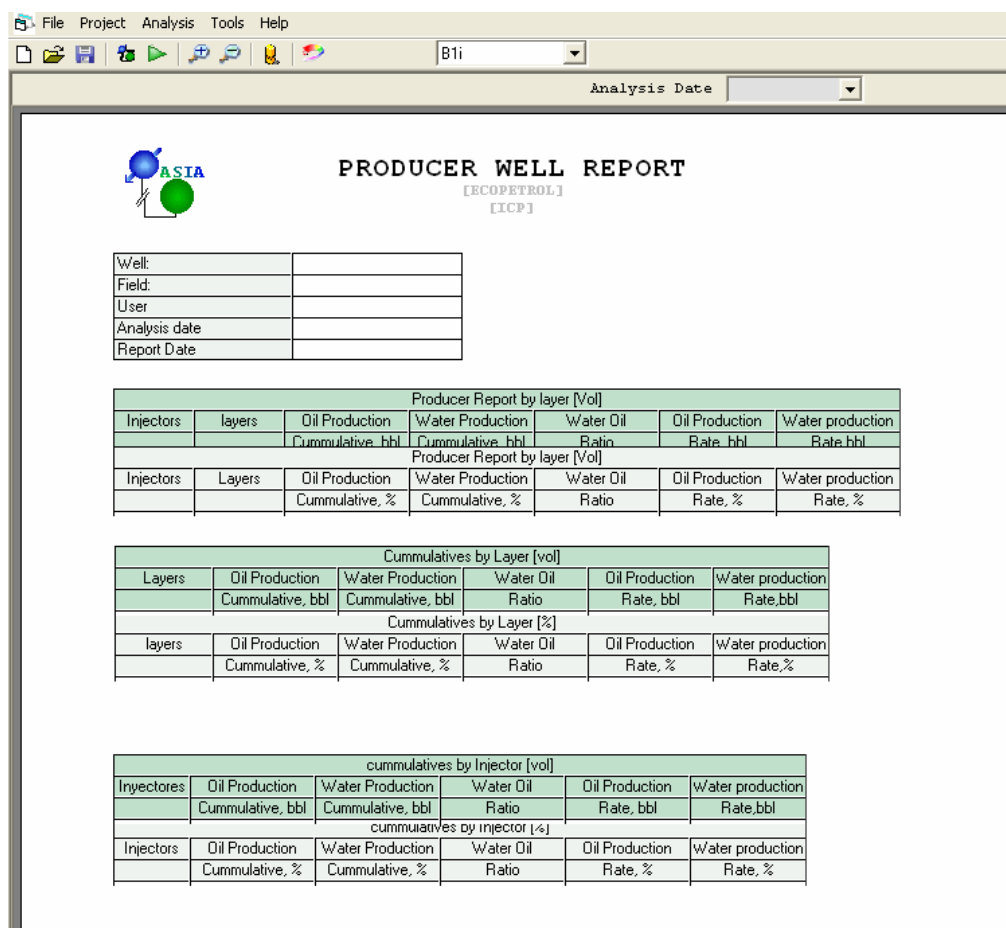 File Project Analysis Tools Help
B1i
Analysis Date
ASIA
PRODUCER WELL REPORT
[ECOPETROL]
[ICP]
Well:
Field:
User
Analysis date
Report Date
Producer Report by layer [Vol]
Injectors layers Oil Production Water Production Water Oil Oil Production Water production
Cummulative, bbl Cummulative, bbl Ratio Rate, bbl Rate,bbl
Producer Report by layer [Vol]
Injectors Layers Oil Production Water Production Water Oil Oil Production Water production
Cummulative, % Cummulative, % Ratio Rate, % Rate, %
Cummulatives by Layer [vol]
Layers Oil Production Water Production Water Oil Oil Production Water production
Cummulative, bbl Cummulative, bbl Ratio Rate, bbl Rate,bbl
Cummulatives by Layer [%]
layers Oil Production Water Production Water Oil Oil Production Water production
Cummulative, % Cummulative, % Ratio Rate, % Rate,%
cummulatives by Injector [vol]
Inyectores Oil Production Water Production Water Oil Oil Production Water production
Cummulative, bbl Cummulative, bbl Ratio Rate, bbl Rate,bbl
cummulatives by Injector [%]
Injectors Oil Production Water Production Water Oil Oil Production Water production
Cummulative, % Cummulative, % Ratio Rate, % Rate, %